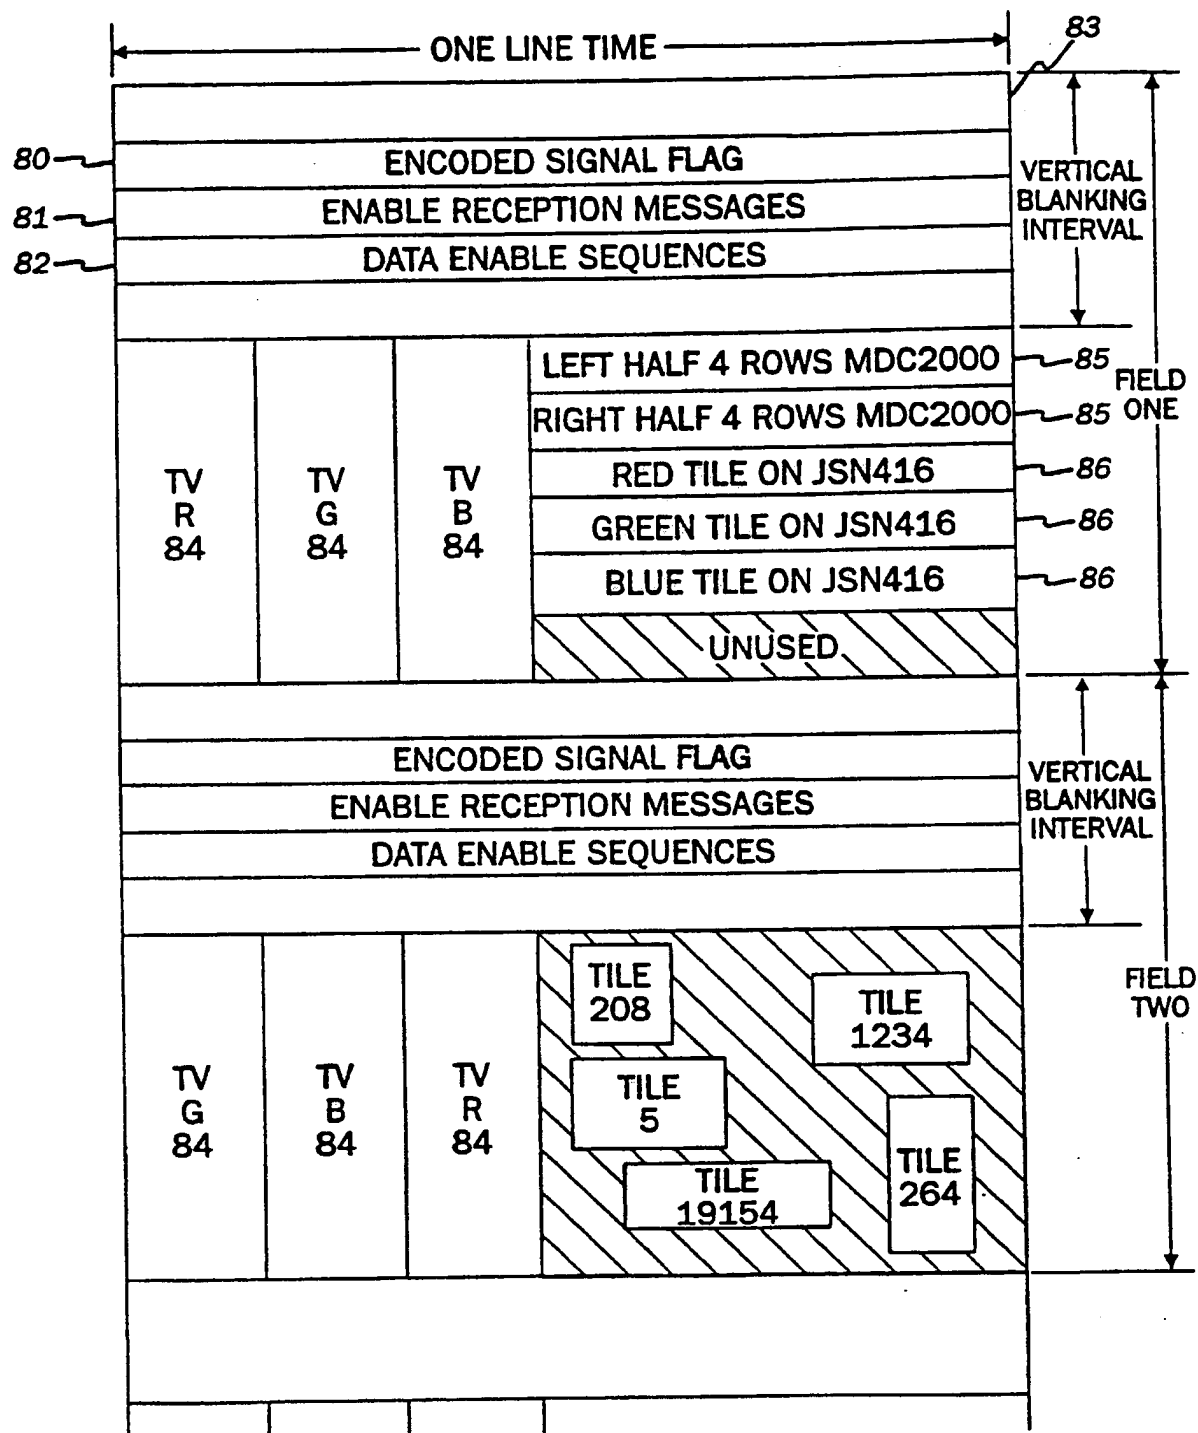 ONE LINE TIME
83
80
ENCODED SIGNAL FLAG
81
ENABLE RECEPTION MESSAGES
82
DATA ENABLE SEQUENCES
VERTICAL
BLANKING
INTERVAL
LEFT HALF 4 ROWS MDC2000
85
RIGHT HALF 4 ROWS MDC2000
85
FIELD
ONE
RED TILE ON JSN416
86
GREEN TILE ON JSN416
86
BLUE TILE ON JSN416
86
TV
R
84
TV
G
84
TV
B
84
UNUSED
ENCODED SIGNAL FLAG
ENABLE RECEPTION MESSAGES
DATA ENABLE SEQUENCES
VERTICAL
BLANKING
INTERVAL
TV
G
84
TV
B
84
TV
R
84
TILE
208
TILE
1234
TILE
5
TILE
264
TILE
19154
FIELD
TWO